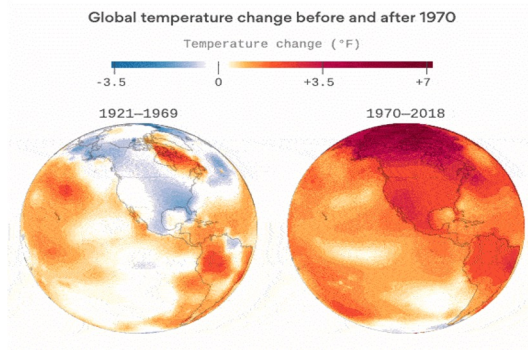 Global temperature change before and after 1970
Temperature change (°F)
-3.5 0 +3.5 +7
1921—1969 1970—2018